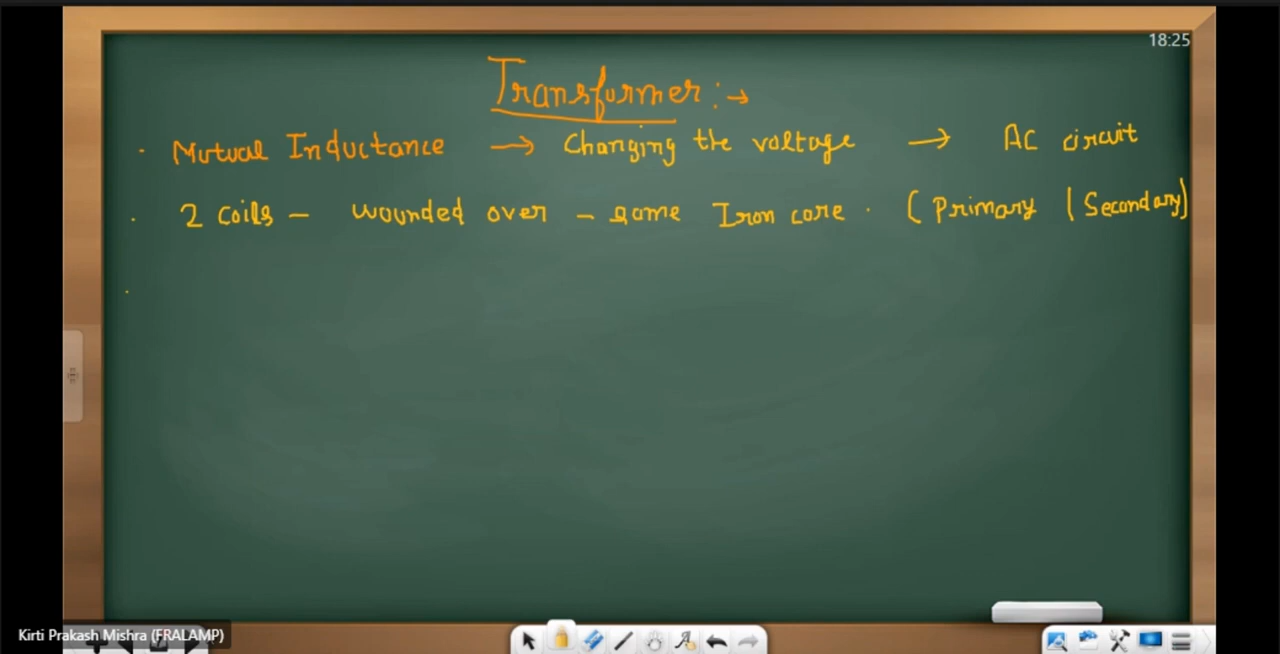 18:25
Transformer :→
· Mutual Inductance → Changing the voltage → AC circuit
· 2 coils – wounded over – same Iron core · (Primary | Secondary)
·
Kirti Prakash Mishra (FRALAMP)